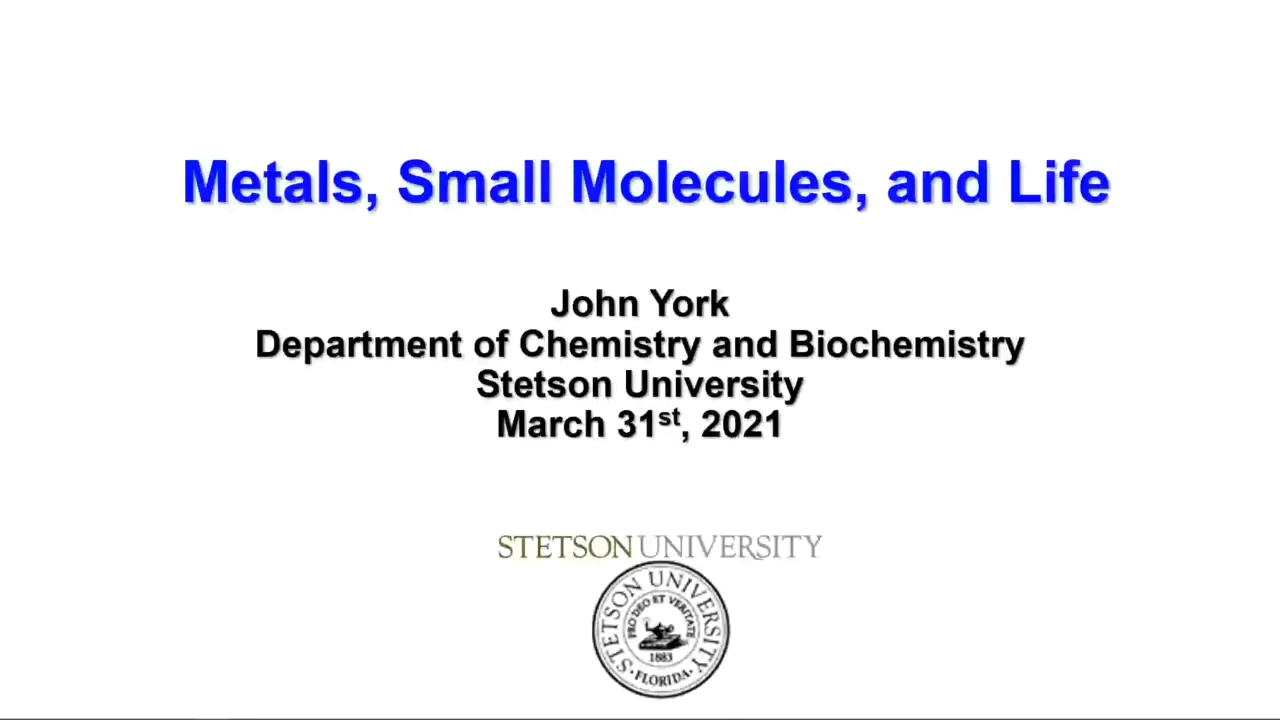 Metals, Small Molecules, and Life
John York
Department of Chemistry and Biochemistry
Stetson University
March 31st, 2021
STETSON UNIVERSITY
STETSON UNIVERSITY
PRO DEO ET VERITATE
1883
FLORIDA